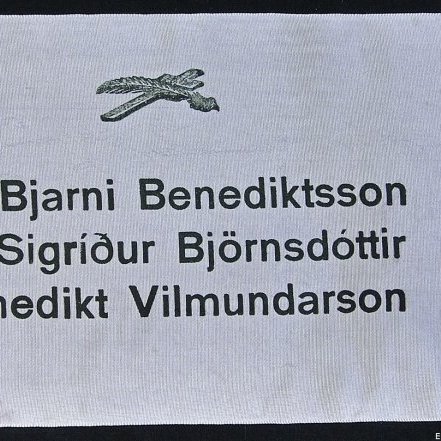 Bjarni Benediktsson
Sigríður Björnsdóttir
nedikt Vilmundarson